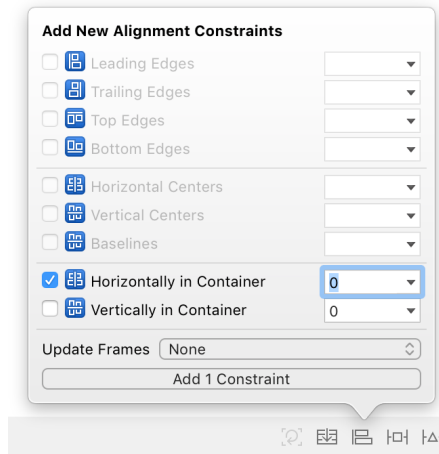 Add New Alignment Constraints
Leading Edges
Trailing Edges
Top Edges
Bottom Edges
Horizontal Centers
Vertical Centers
Baselines
Horizontally in Container 0
Vertically in Container 0
Update Frames None
Add 1 Constraint